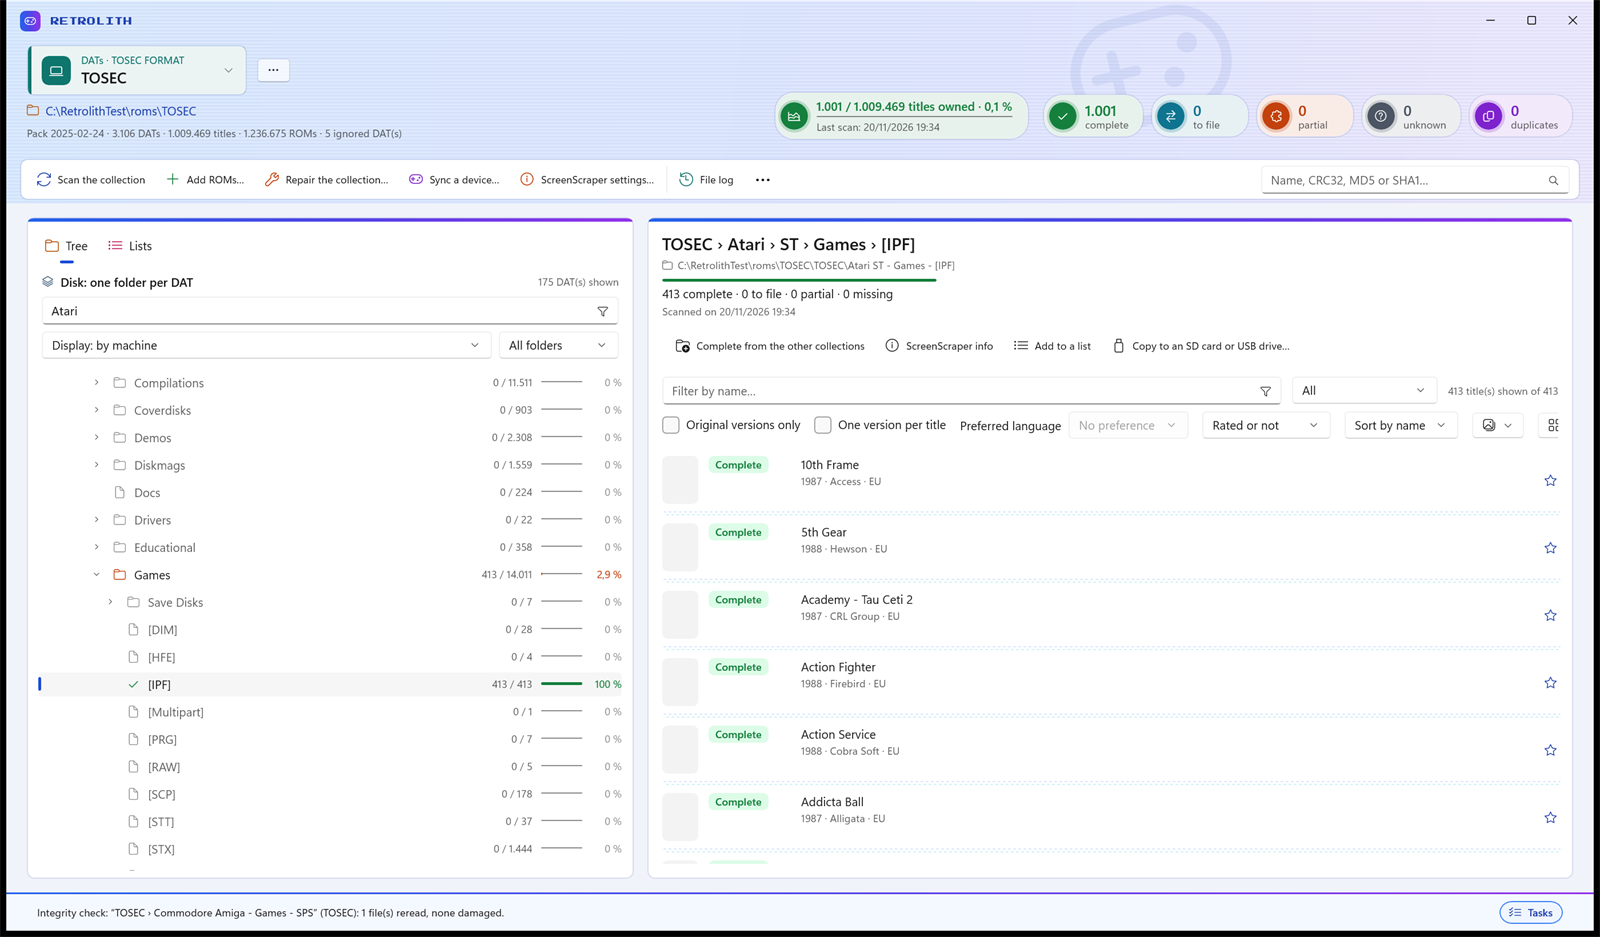 RETROLITH
DATs · TOSEC FORMAT
TOSEC
C:\RetrolithTest\roms\TOSEC
Pack 2025-02-24 · 3.106 DATs · 1.009.469 titles · 1.236.675 ROMs · 5 ignored DAT(s)
1.001 / 1.009.469 titles owned · 0,1 %
Last scan: 20/11/2026 19:34
1.001
complete
0
to file
0
partial
0
unknown
0
duplicates
Scan the collection
Add ROMs...
Repair the collection...
Sync a device...
ScreenScraper settings...
File log
Name, CRC32, MD5 or SHA1...
Tree
Lists
Disk: one folder per DAT
175 DAT(s) shown
Atari
Display: by machine
All folders
Compilations 0 / 11.511 0 %
Coverdisks 0 / 903 0 %
Demos 0 / 2.308 0 %
Diskmags 0 / 1.559 0 %
Docs 0 / 224 0 %
Drivers 0 / 22 0 %
Educational 0 / 358 0 %
Games 413 / 14.011 2,9 %
Save Disks 0 / 7 0 %
[DIM] 0 / 28 0 %
[HFE] 0 / 4 0 %
[IPF] 413 / 413 100 %
[Multipart] 0 / 1 0 %
[PRG] 0 / 7 0 %
[RAW] 0 / 5 0 %
[SCP] 0 / 178 0 %
[STT] 0 / 37 0 %
[STX] 0 / 1.444 0 %
TOSEC › Atari › ST › Games › [IPF]
C:\RetrolithTest\roms\TOSEC\TOSEC\Atari ST - Games - [IPF]
413 complete · 0 to file · 0 partial · 0 missing
Scanned on 20/11/2026 19:34
Complete from the other collections
ScreenScraper info
Add to a list
Copy to an SD card or USB drive...
Filter by name...
All
413 title(s) shown of 413
Original versions only
One version per title
Preferred language
No preference
Rated or not
Sort by name
Complete
10th Frame
1987 · Access · EU
Complete
5th Gear
1988 · Hewson · EU
Complete
Academy - Tau Ceti 2
1987 · CRL Group · EU
Complete
Action Fighter
1988 · Firebird · EU
Complete
Action Service
1988 · Cobra Soft · EU
Complete
Addicta Ball
1987 · Alligata · EU
Integrity check: "TOSEC › Commodore Amiga - Games - SPS" (TOSEC): 1 file(s) reread, none damaged.
Tasks